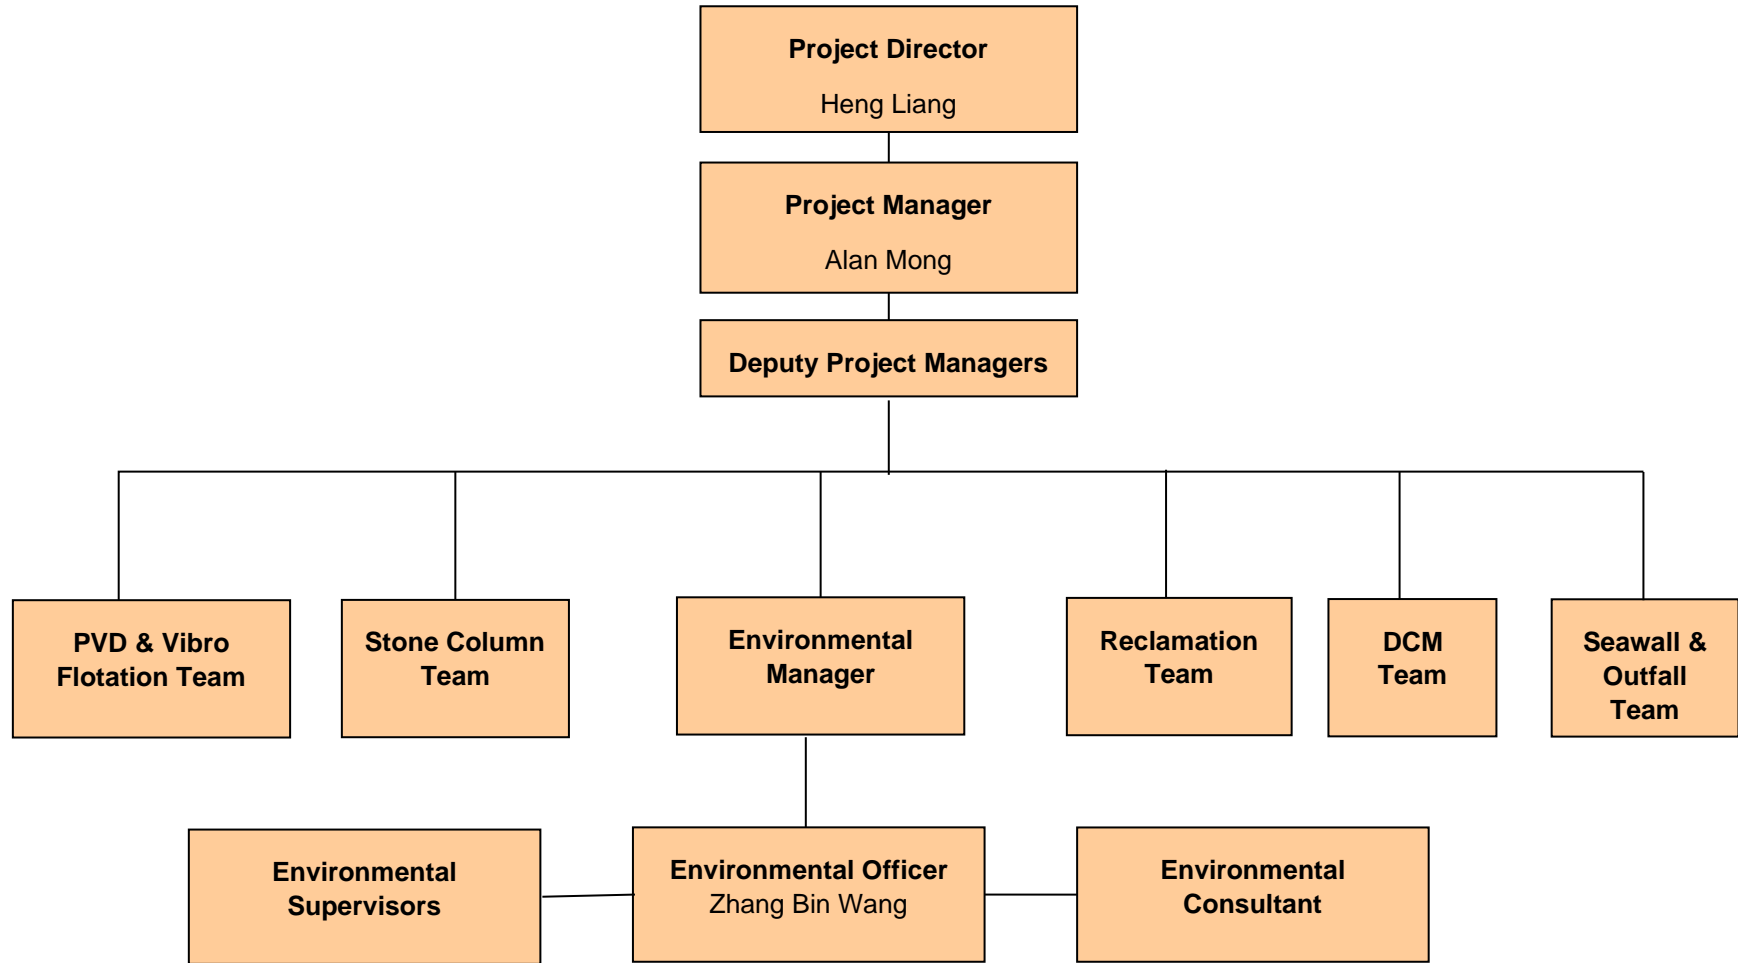 Project Director
Heng Liang
Project Manager
Alan Mong
Deputy Project Managers
PVD & Vibro
Flotation Team
Stone Column
Team
Environmental
Manager
Reclamation
Team
DCM
Team
Seawall &
Outfall
Team
Environmental
Supervisors
Environmental Officer
Zhang Bin Wang
Environmental
Consultant